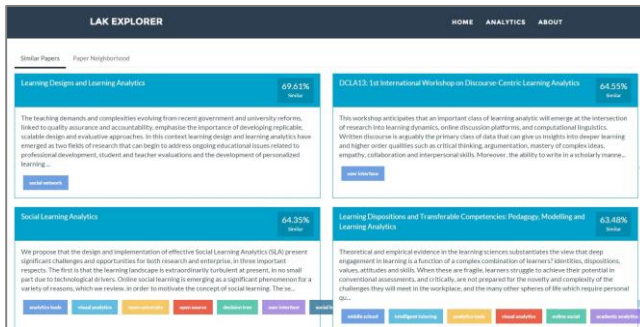 LAK EXPLORER
HOME ANALYTICS ABOUT
Similar Papers Paper Neighborhood
Learning Designs and Learning Analytics
69.61%
Similar
The teaching demands and complexities evolving from recent government and university reforms,
linked to quality assurance and accountability, emphasise the importance of developing replicable,
scalable design and evaluative approaches. In this context learning design and learning analytics have
emerged as two fields of research that can begin to address ongoing educational issues related to
professional development, student and teacher evaluations and the development of personalized
learning ...
social network
DCLA13: 1st International Workshop on Discourse-Centric Learning Analytics
64.55%
Similar
This workshop anticipates that an important class of learning analytic will emerge at the intersection
of research into learning dynamics, online discussion platforms, and computational linguistics.
Written discourse is arguably the primary class of data that can give us insights into deeper learning
and higher order qualities such as critical thinking, argumentation, mastery of complex ideas,
empathy, collaboration and interpersonal skills. Moreover, the ability to write in a scholarly manne...
user interface
Social Learning Analytics
64.35%
Similar
We propose that the design and implementation of effective Social Learning Analytics (SLA) present
significant challenges and opportunities for both research and enterprise, in three important
respects. The first is that the learning landscape is extraordinarily turbulent at present, in no small
part due to technological drivers. Online social learning is emerging as a significant phenomenon for a
variety of reasons, which we review, in order to motivate the concept of social learning. The se...
analytics tools visual analytics open university open source decision tree user interface social
Learning Dispositions and Transferable Competencies: Pedagogy, Modelling and
Learning Analytics
63.48%
Similar
Theoretical and empirical evidence in the learning sciences substantiates the view that deep
engagement in learning is a function of a complex combination of learners? identities, dispositions,
values, attitudes and skills. When these are fragile, learners struggle to achieve their potential in
conventional assessments, and critically, are not prepared for the novelty and complexity of the
challenges they will meet in the workplace, and the many other spheres of life which require personal
qu...
middle school intelligent tutoring analytics tools visual analytics online social academic analytics